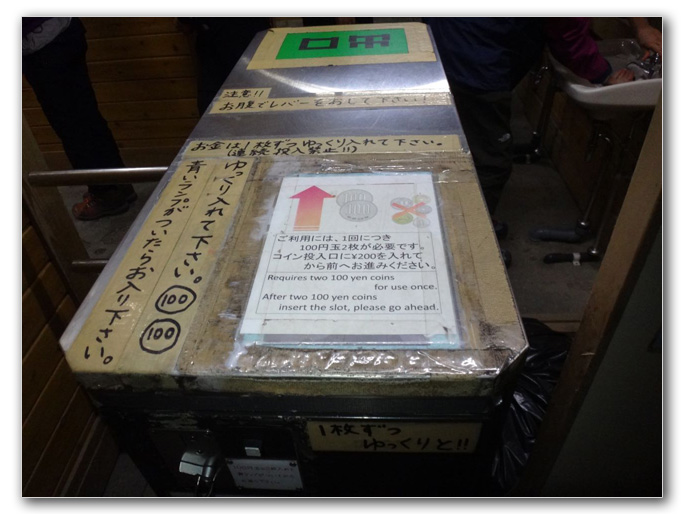 出口
注意!!
お腹でレバーをおして下さい!
お金は1枚ずつゆっくり入れて下さい。
(連続投入禁止!!)
ゆっくり入れて下さい。 100 100
青いランプがついたらお入り下さい。
ご利用には、1回につき
100円玉2枚が必要です。
コイン投入口に¥200を入れて
から前へお進みください。
Requires two 100 yen coins
for use once.
After two 100 yen coins
insert the slot, please go ahead.
1枚ずつ
ゆっくりと!!